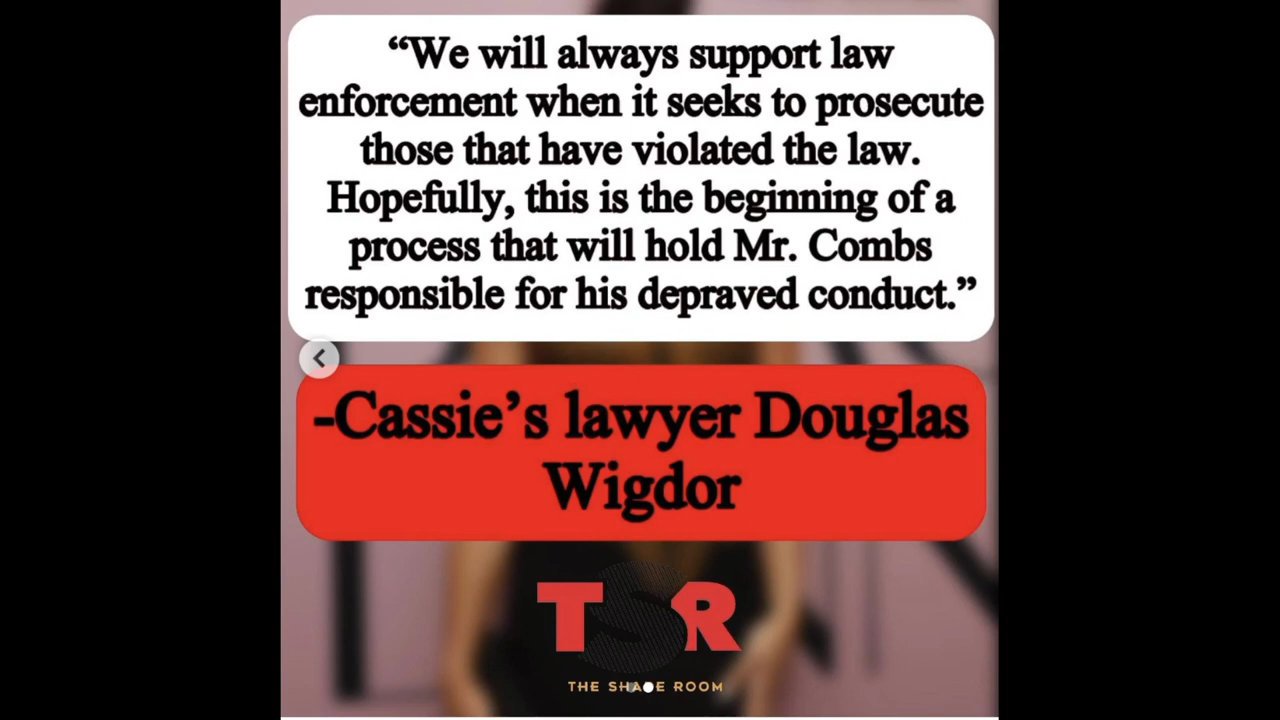 “We will always support law
enforcement when it seeks to prosecute
those that have violated the law.
Hopefully, this is the beginning of a
process that will hold Mr. Combs
responsible for his depraved conduct.”
-Cassie’s lawyer Douglas
Wigdor
TSR
THE SHADE ROOM